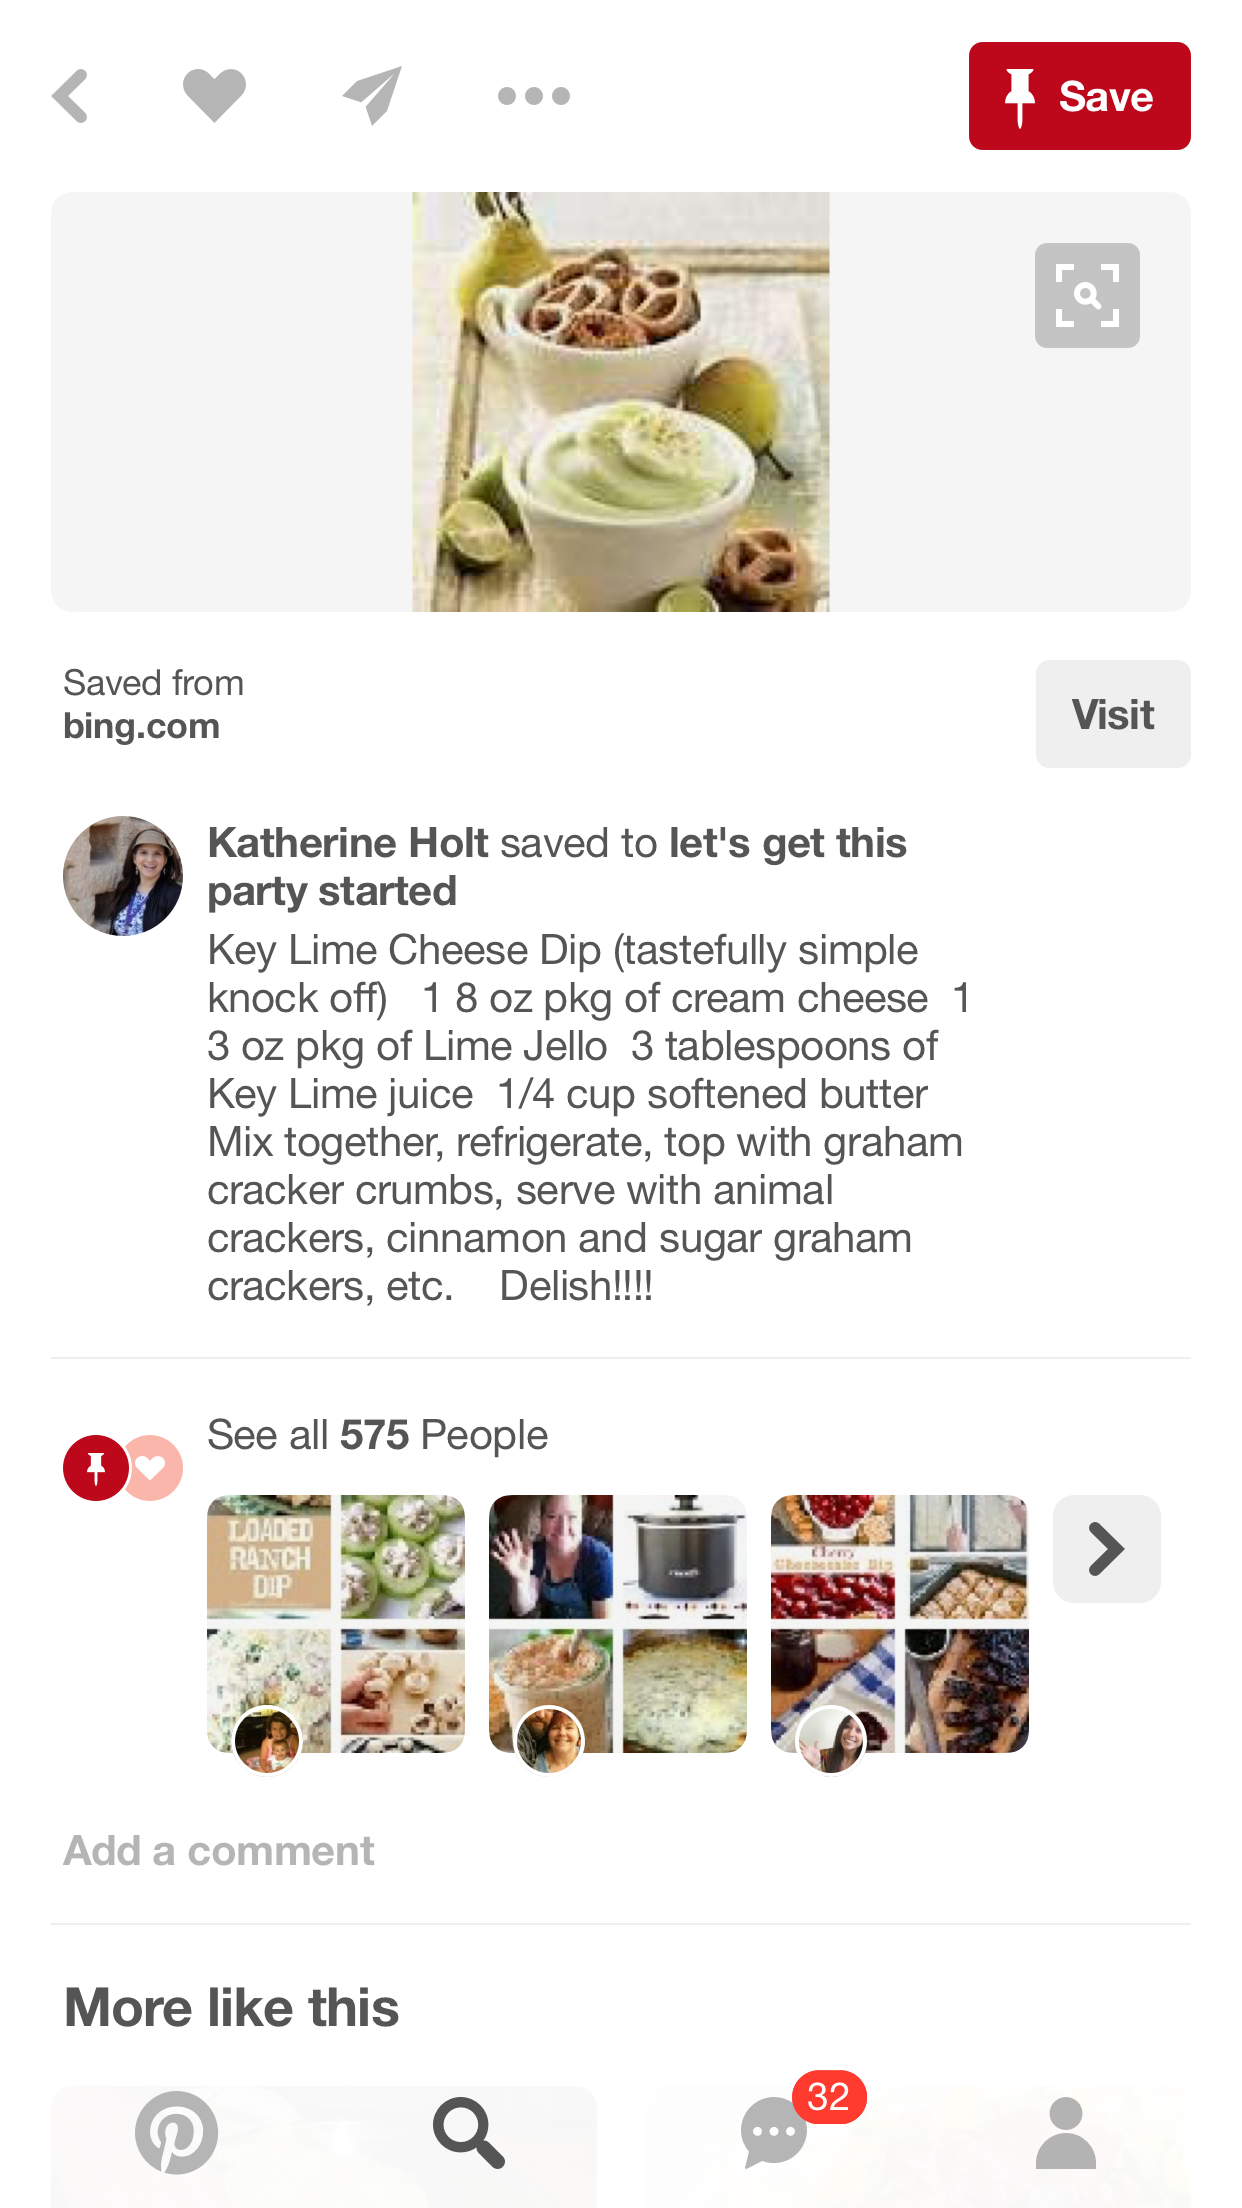 Save
Saved from
bing.com
Visit
Katherine Holt saved to let's get this
party started
Key Lime Cheese Dip (tastefully simple
knock off)   1 8 oz pkg of cream cheese  1
3 oz pkg of Lime Jello  3 tablespoons of
Key Lime juice  1/4 cup softened butter
Mix together, refrigerate, top with graham
cracker crumbs, serve with animal
crackers, cinnamon and sugar graham
crackers, etc.    Delish!!!!
See all 575 People
LOADED
RANCH
DIP
Cherry
Cheesecake Dip
Add a comment
More like this
32